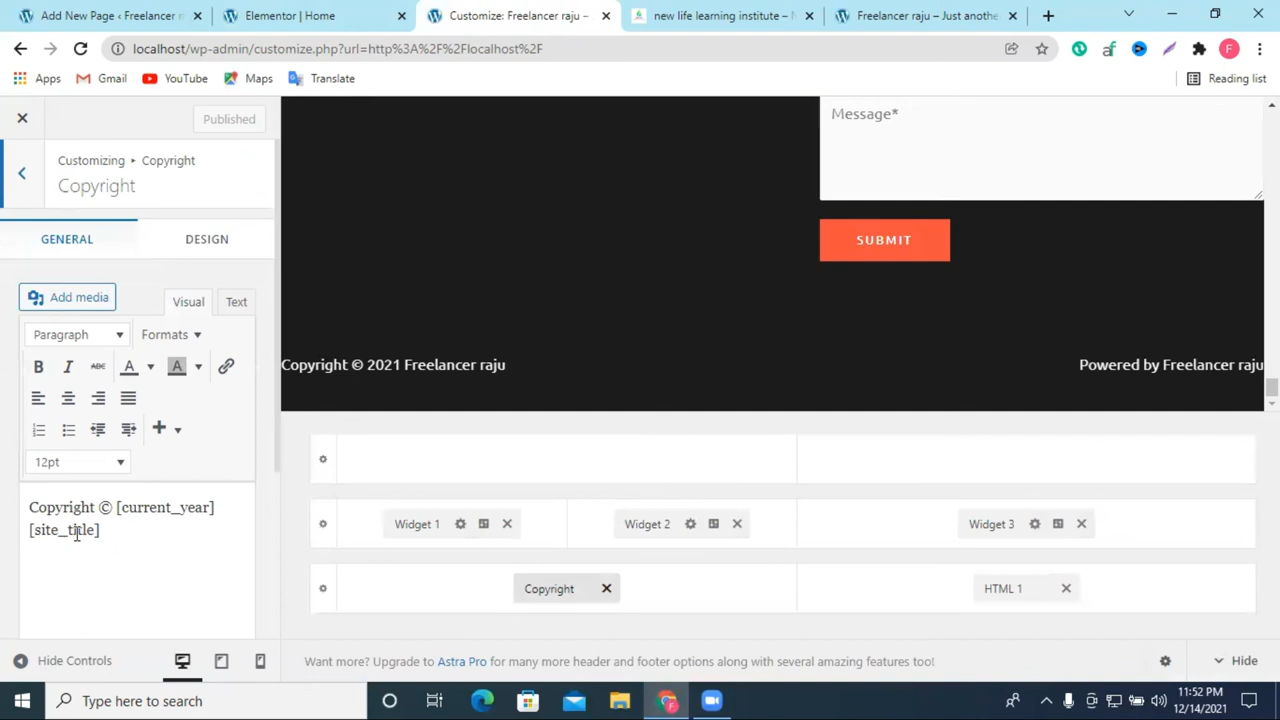 Add New Page ‹ Freelancer r
Elementor | Home
Customize: Freelancer raju –
new life learning institute –
Freelancer raju – Just anoth
localhost/wp-admin/customize.php?url=http%3A%2F%2Flocalhost%2F
F
Apps
Gmail
YouTube
Maps
Translate
Reading list
Published
Customizing ▸ Copyright
Copyright
GENERAL
DESIGN
Add media
Visual
Text
Paragraph
Formats
B I ABC A A
12pt
Copyright © [current_year]
[site_title]
Hide Controls
Message*
SUBMIT
Copyright © 2021 Freelancer raju
Powered by Freelancer raju
Widget 1
Widget 2
Widget 3
Copyright
HTML 1
Want more? Upgrade to Astra Pro for many more header and footer options along with several amazing features too!
Hide
Type here to search
11:52 PM
12/14/2021